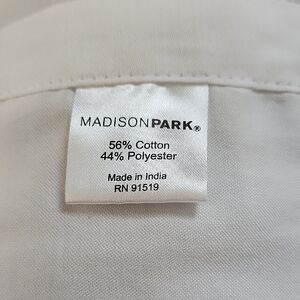 MADISONPARK®
56% Cotton
44% Polyester
Made in India
RN 91519